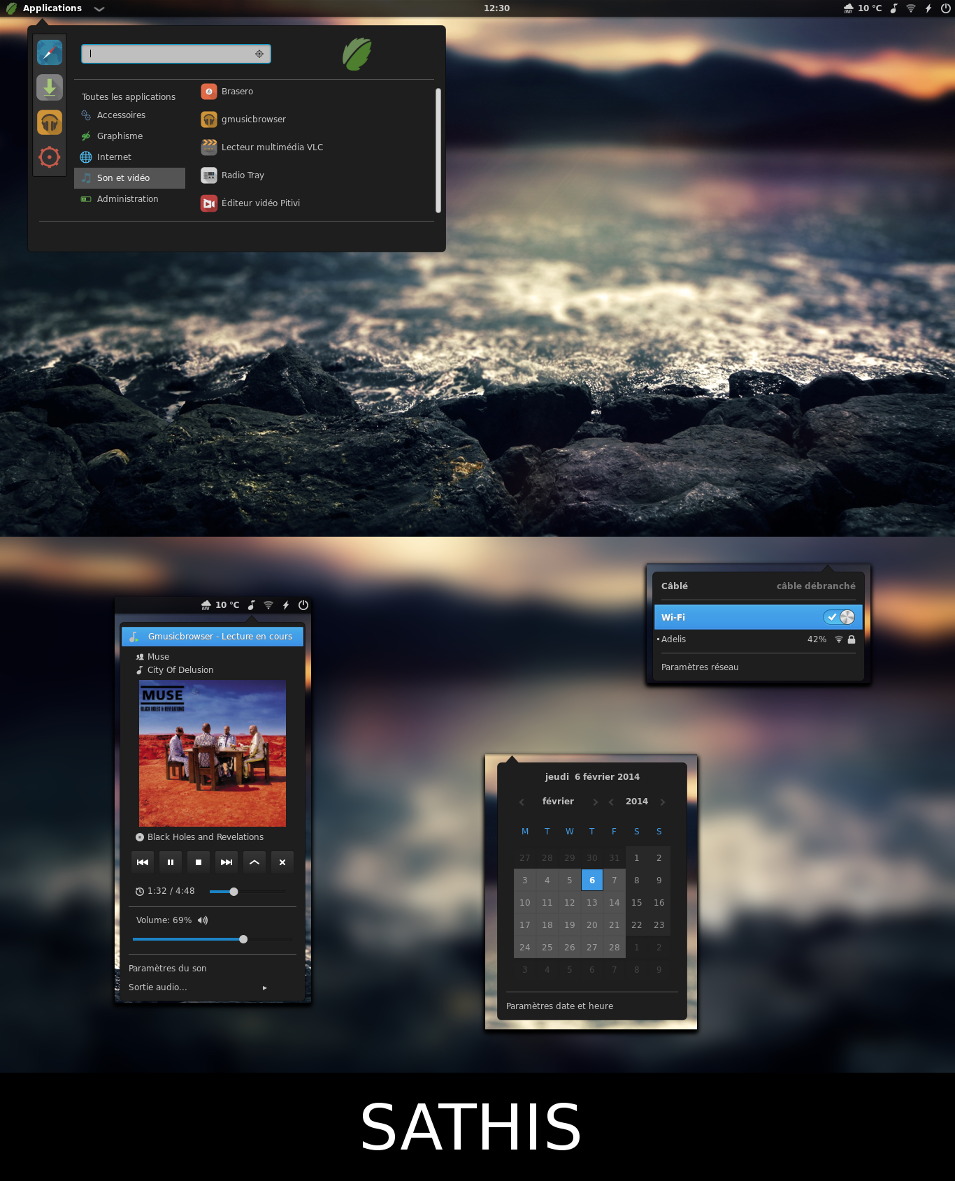 Applications
12:30
10 °C
Toutes les applications
Accessoires
Graphisme
Internet
Son et vidéo
Administration
Brasero
gmusicbrowser
Lecteur multimédia VLC
Radio Tray
Éditeur vidéo Pitivi
Câblé câble débranché
Wi-Fi
Adelis 42%
Paramètres réseau
10 °C
Gmusicbrowser - Lecture en cours
Muse
City Of Delusion
MUSE
BLACK HOLES & REVELATIONS
Black Holes and Revelations
1:32 / 4:48
Volume: 69%
Paramètres du son
Sortie audio...
jeudi 6 février 2014
février 2014
M T W T F S S
27 28 29 30 31 1 2
3 4 5 6 7 8 9
10 11 12 13 14 15 16
17 18 19 20 21 22 23
24 25 26 27 28 1 2
3 4 5 6 7 8 9
Paramètres date et heure
SATHIS